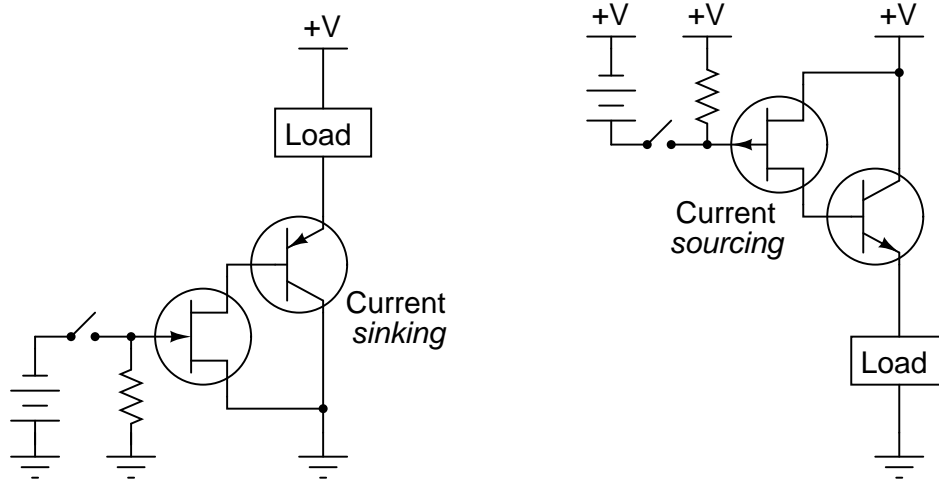 +V
Load
Current
sinking
+V
+V
+V
Current
sourcing
Load